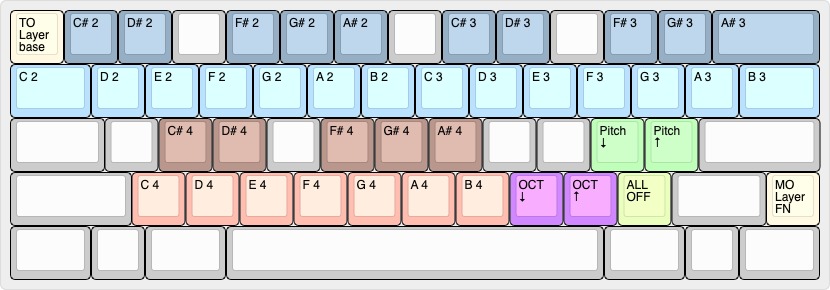 TO Layer base C# 2 D# 2 F# 2 G# 2 A# 2 C# 3 D# 3 F# 3 G# 3 A# 3
C 2 D 2 E 2 F 2 G 2 A 2 B 2 C 3 D 3 E 3 F 3 G 3 A 3 B 3
C# 4 D# 4 F# 4 G# 4 A# 4 Pitch ↓ Pitch ↑
C 4 D 4 E 4 F 4 G 4 A 4 B 4 OCT ↓ OCT ↑ ALL OFF MO Layer FN